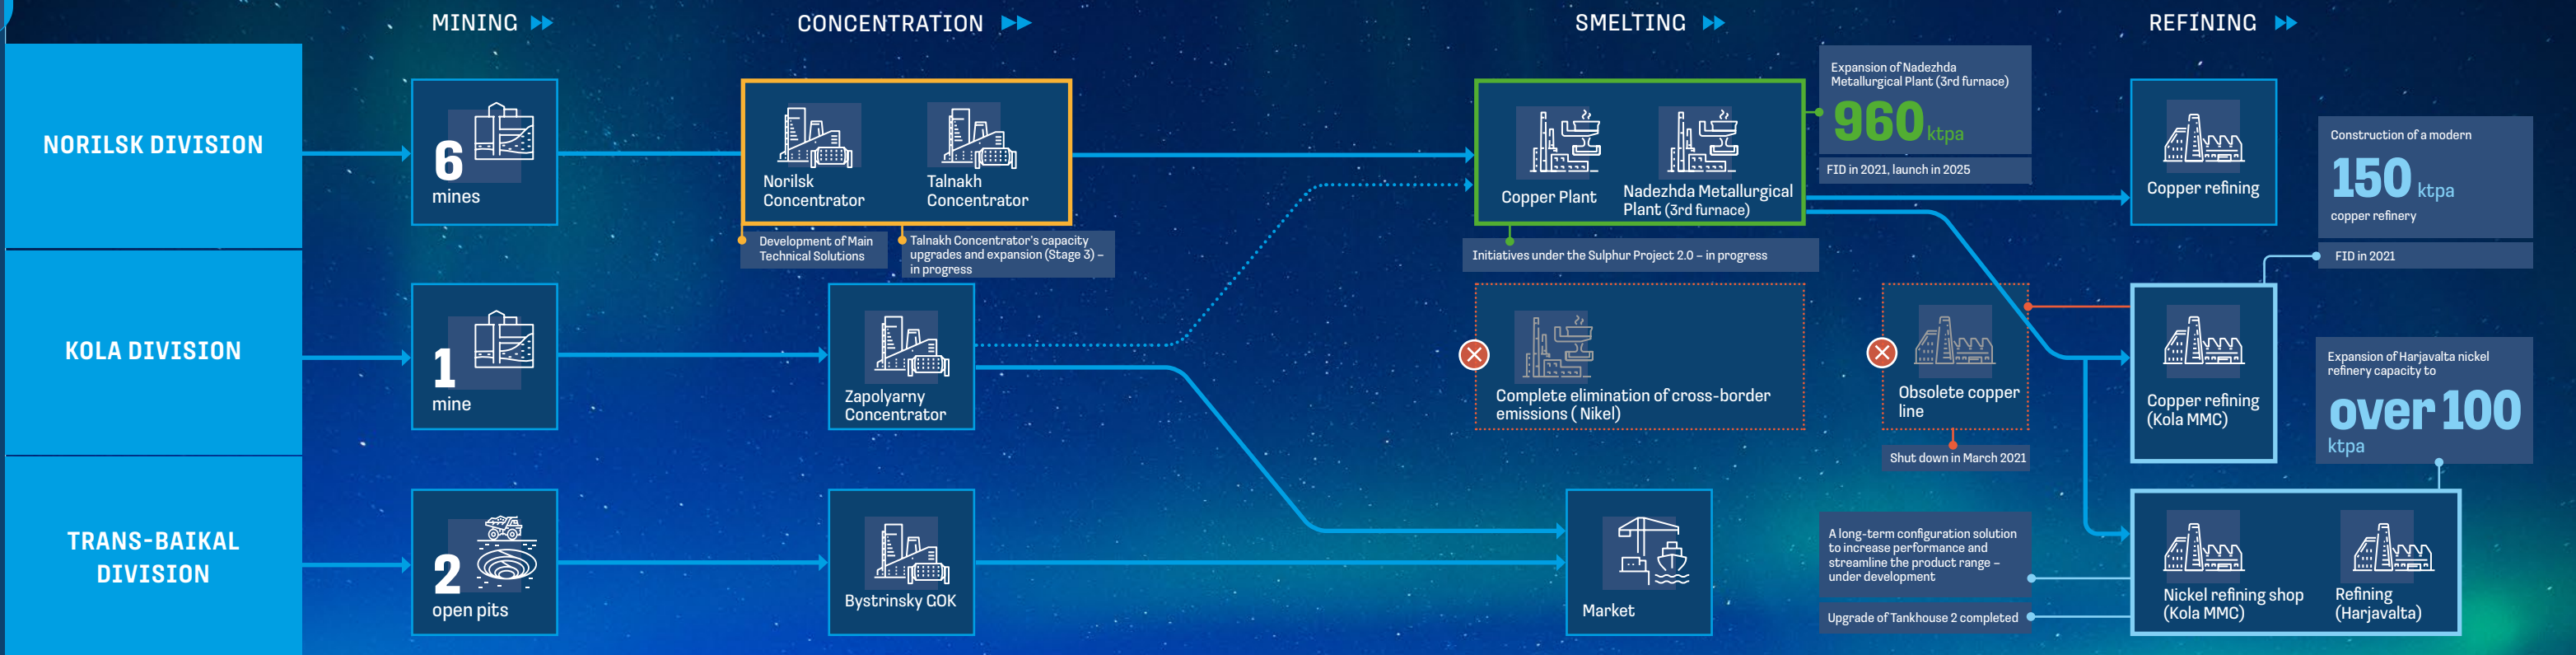 MINING
CONCENTRATION
SMELTING
REFINING
NORILSK DIVISION
6
mines
Norilsk
Concentrator
Talnakh
Concentrator
Development of Main
Technical Solutions
Talnakh Concentrator's capacity
upgrades and expansion (Stage 3) –
in progress
Copper Plant
Nadezhda Metallurgical
Plant (3rd furnace)
Initiatives under the Sulphur Project 2.0 – in progress
Expansion of Nadezhda
Metallurgical Plant (3rd furnace)
960 ktpa
FID in 2021, launch in 2025
Copper refining
Construction of a modern
150 ktpa
copper refinery
FID in 2021
KOLA DIVISION
1
mine
Zapolyarny
Concentrator
Complete elimination of cross-border
emissions ( Nikel)
Obsolete copper
line
Shut down in March 2021
Copper refining
(Kola MMC)
Expansion of Harjavalta nickel
refinery capacity to
over 100
ktpa
TRANS-BAIKAL
DIVISION
2
open pits
Bystrinsky GOK
Market
A long-term configuration solution
to increase performance and
streamline the product range –
under development
Upgrade of Tankhouse 2 completed
Nickel refining shop
(Kola MMC)
Refining
(Harjavalta)